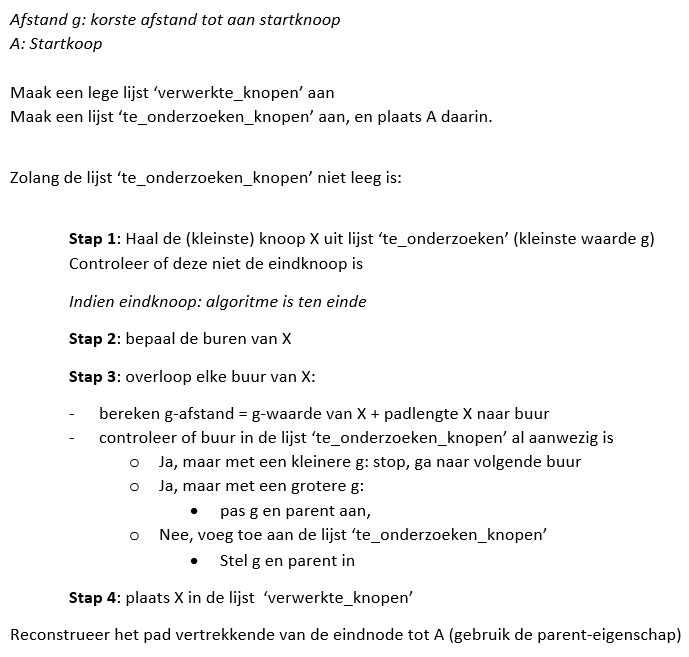 Afstand g: korste afstand tot aan startknoop
A: Startkoop
Maak een lege lijst ‘verwerkte_knopen’ aan
Maak een lijst ‘te_onderzoeken_knopen’ aan, en plaats A daarin.
Zolang de lijst ‘te_onderzoeken_knopen’ niet leeg is:
Stap 1: Haal de (kleinste) knoop X uit lijst ‘te_onderzoeken’ (kleinste waarde g)
Controleer of deze niet de eindknoop is
Indien eindknoop: algoritme is ten einde
Stap 2: bepaal de buren van X
Stap 3: overloop elke buur van X:
- bereken g-afstand = g-waarde van X + padlengte X naar buur
- controleer of buur in de lijst ‘te_onderzoeken_knopen’ al aanwezig is
o Ja, maar met een kleinere g: stop, ga naar volgende buur
o Ja, maar met een grotere g:
• pas g en parent aan,
o Nee, voeg toe aan de lijst ‘te_onderzoeken_knopen’
• Stel g en parent in
Stap 4: plaats X in de lijst ‘verwerkte_knopen’
Reconstrueer het pad vertrekkende van de eindnode tot A (gebruik de parent-eigenschap)